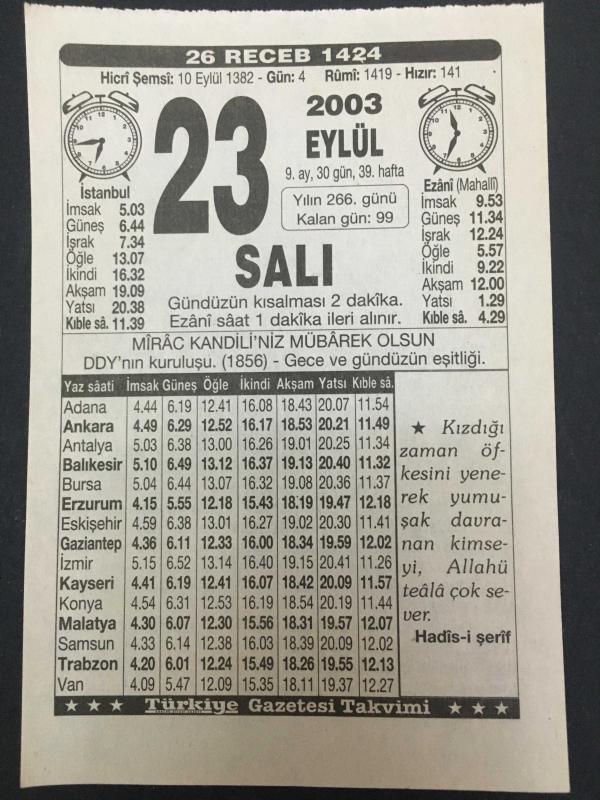 26 RECEB 1424
Hicrî Şemsî: 10 Eylül 1382 - Gün: 4 Rûmî: 1419 - Hızır: 141
23
2003
EYLÜL
9. ay, 30 gün, 39. hafta
Yılın 266. günü
Kalan gün: 99
SALI
Gündüzün kısalması 2 dakîka.
Ezânî sâat 1 dakîka ileri alınır.
İstanbul
İmsak 5.03
Güneş 6.44
İşrak 7.34
Öğle 13.07
İkindi 16.32
Akşam 19.09
Yatsı 20.38
Kıble sâ. 11.39
Ezânî (Mahallî)
İmsak 9.53
Güneş 11.34
İşrak 12.24
Öğle 5.57
İkindi 9.22
Akşam 12.00
Yatsı 1.29
Kıble sâ. 4.29
MÎRÂC KANDİLİ'NİZ MÜBÂREK OLSUN
DDY'nın kuruluşu. (1856) - Gece ve gündüzün eşitliği.
Yaz sâati İmsak Güneş Öğle İkindi Akşam Yatsı Kıble sâ.
Adana 4.44 6.19 12.41 16.08 18.43 20.07 11.54
Ankara 4.49 6.29 12.52 16.17 18.53 20.21 11.49
Antalya 5.03 6.38 13.00 16.26 19.01 20.25 11.34
Balıkesir 5.10 6.49 13.12 16.37 19.13 20.40 11.32
Bursa 5.04 6.44 13.07 16.32 19.08 20.36 11.37
Erzurum 4.15 5.55 12.18 15.43 18.19 19.47 12.18
Eskişehir 4.59 6.38 13.01 16.27 19.02 20.30 11.41
Gaziantep 4.36 6.11 12.33 16.00 18.34 19.59 12.02
İzmir 5.15 6.52 13.14 16.40 19.15 20.41 11.26
Kayseri 4.41 6.19 12.41 16.07 18.42 20.09 11.57
Konya 4.54 6.31 12.53 16.19 18.54 20.19 11.44
Malatya 4.30 6.07 12.30 15.56 18.31 19.57 12.07
Samsun 4.33 6.14 12.38 16.03 18.39 20.09 12.02
Trabzon 4.20 6.01 12.24 15.49 18.26 19.55 12.13
Van 4.09 5.47 12.09 15.35 18.11 19.37 12.27
★ Kızdığı
zaman öf-
kesini yene-
rek yumu-
şak davra-
nan kimse-
yi, Allahü
teâlâ çok se-
ver.
Hadîs-i şerîf
★ ★ ★ Türkiye Gazetesi Takvimi ★ ★ ★